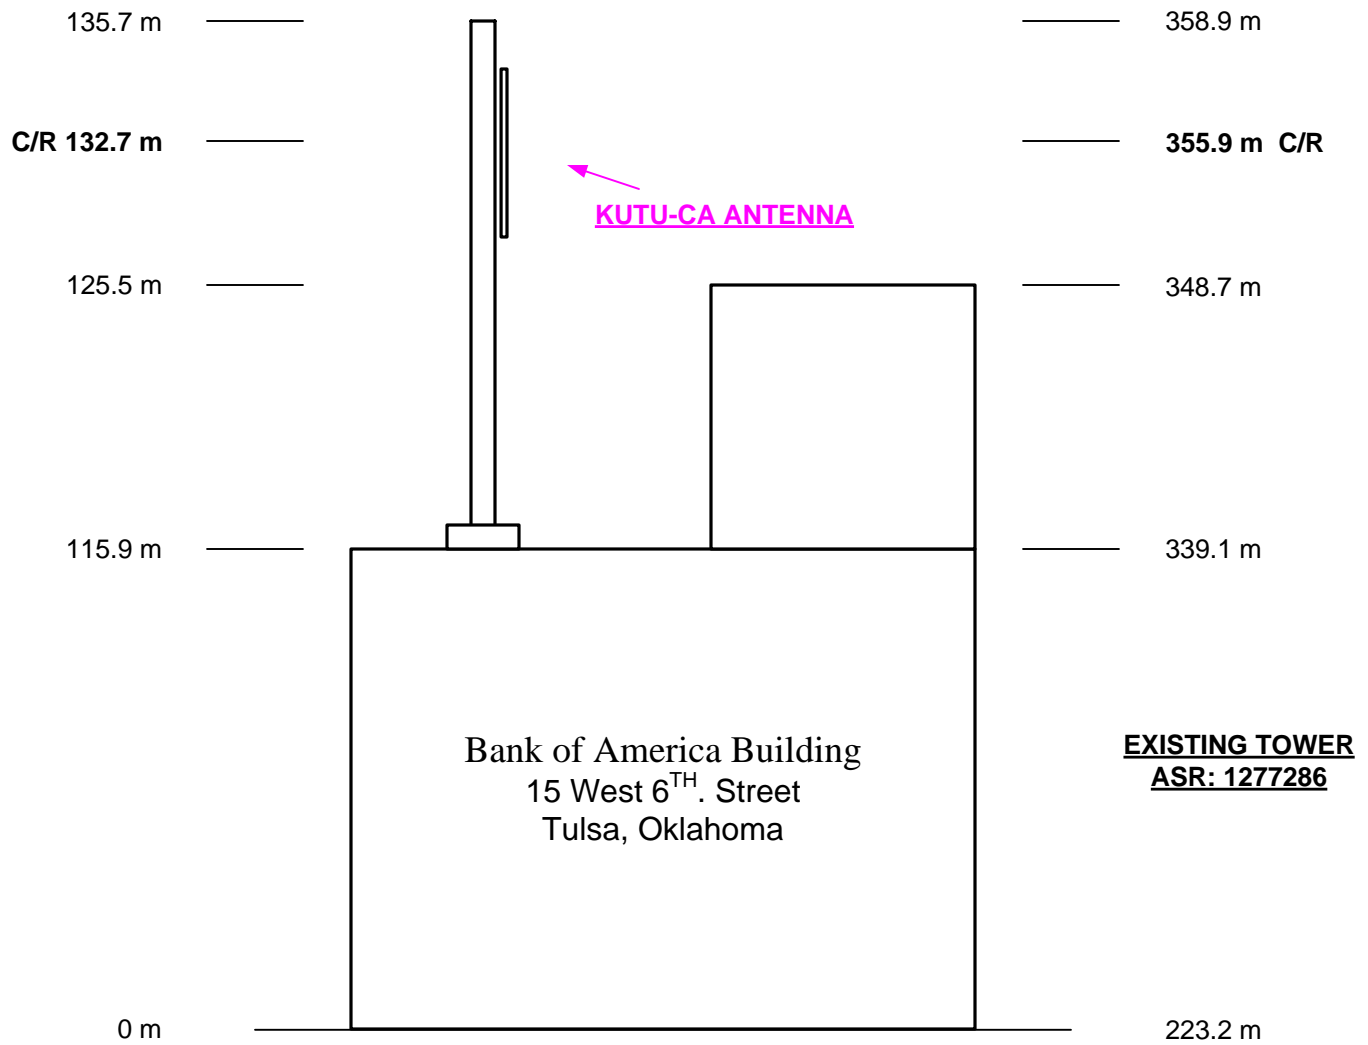 135.7 m
358.9 m
C/R 132.7 m
355.9 m  C/R
KUTU-CA ANTENNA
125.5 m
348.7 m
115.9 m
339.1 m
Bank of America Building
15 West 6TH. Street
Tulsa, Oklahoma
EXISTING TOWER
ASR: 1277286
0 m
223.2 m